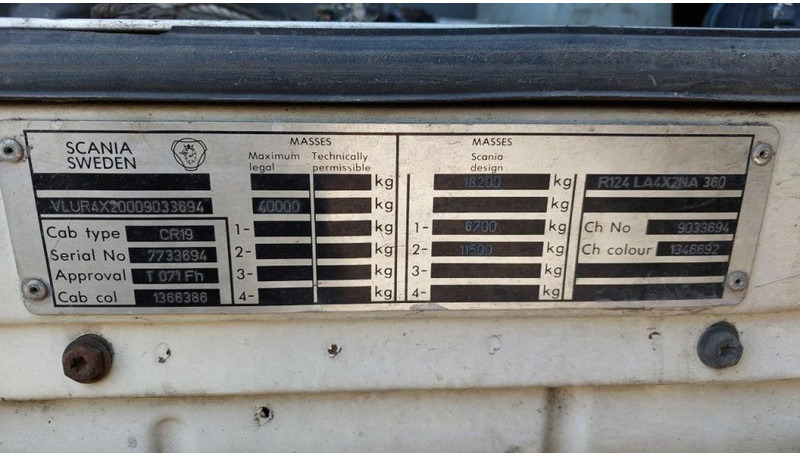 SCANIA
SWEDEN
MASSES
Maximum legal
Technically permissible
kg
VLUR4X20009033694
40000 kg
Cab type CR19
1- kg
Serial No 7733694
2- kg
Approval T 071 Fh
3- kg
Cab col 1366386
4- kg
MASSES
Scania design
18200 kg
R124 LA4X2NA 360
kg
1- 6700 kg
Ch No 9033694
2- 11500 kg
Ch colour 1346692
3- kg
4- kg